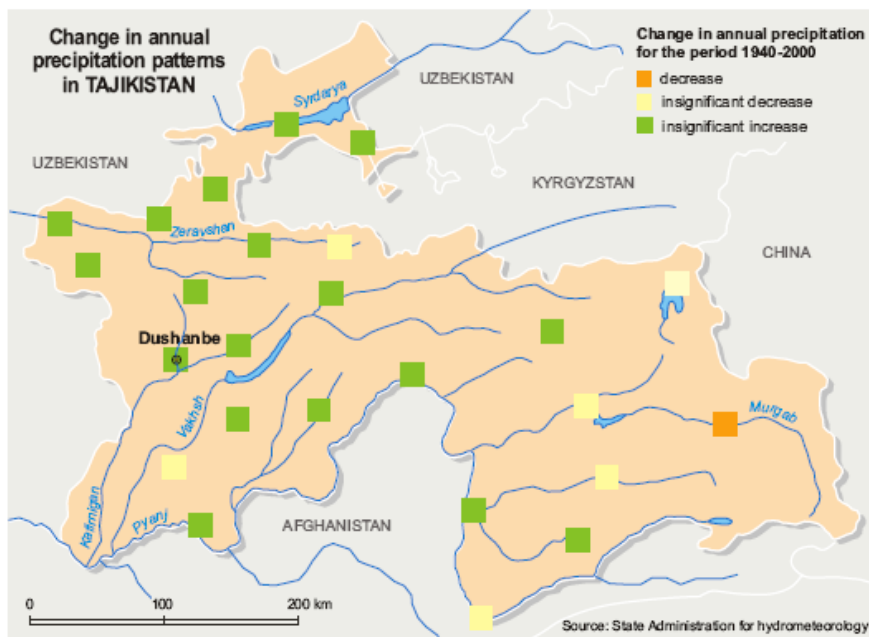 Change in annual
precipitation patterns
in TAJIKISTAN
Change in annual precipitation
for the period 1940-2000
decrease
insignificant decrease
insignificant increase
UZBEKISTAN
Syrdarya
UZBEKISTAN
KYRGYZSTAN
Zeravshan
CHINA
Dushanbe
Vakhsh
Murgab
Kafirnigan
Pyanj
AFGHANISTAN
0 100 200 km
Source: State Administration for hydrometeorology